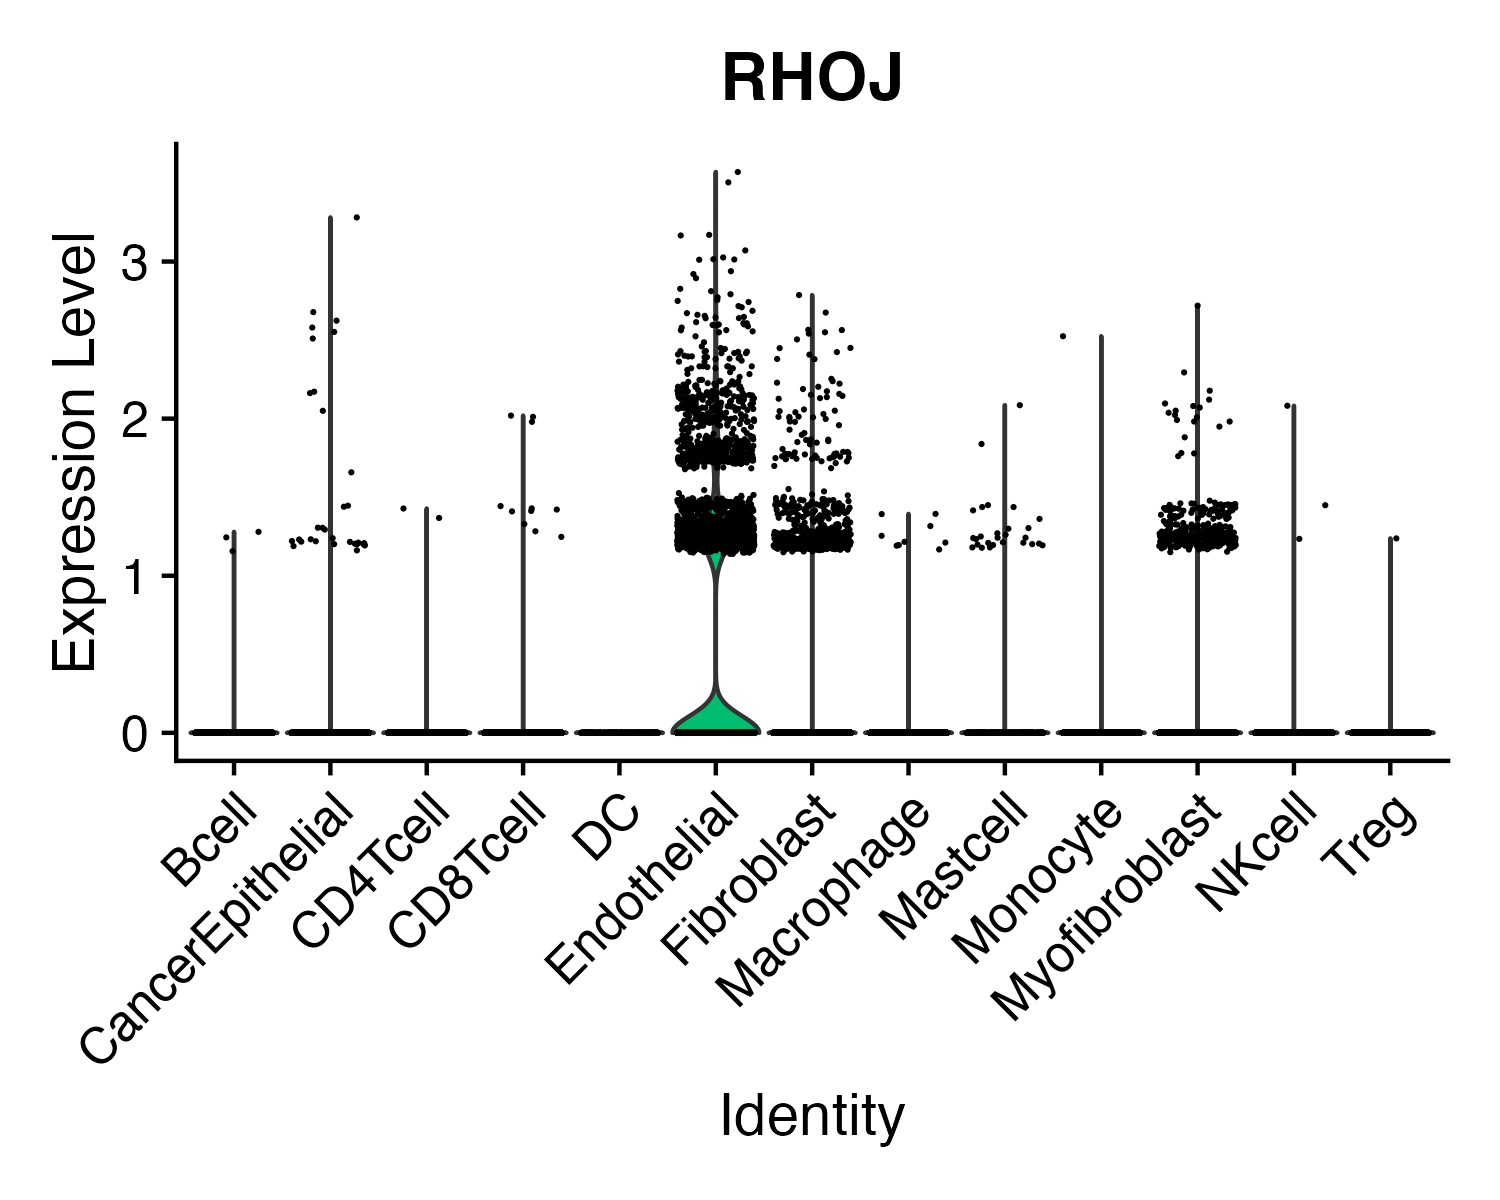 RHOJ
Expression Level
3
2
1
0
Bcell
CancerEpithelial
CD4Tcell
CD8Tcell
DC
Endothelial
Fibroblast
Macrophage
Mastcell
Monocyte
Myofibroblast
NKcell
Treg
Identity